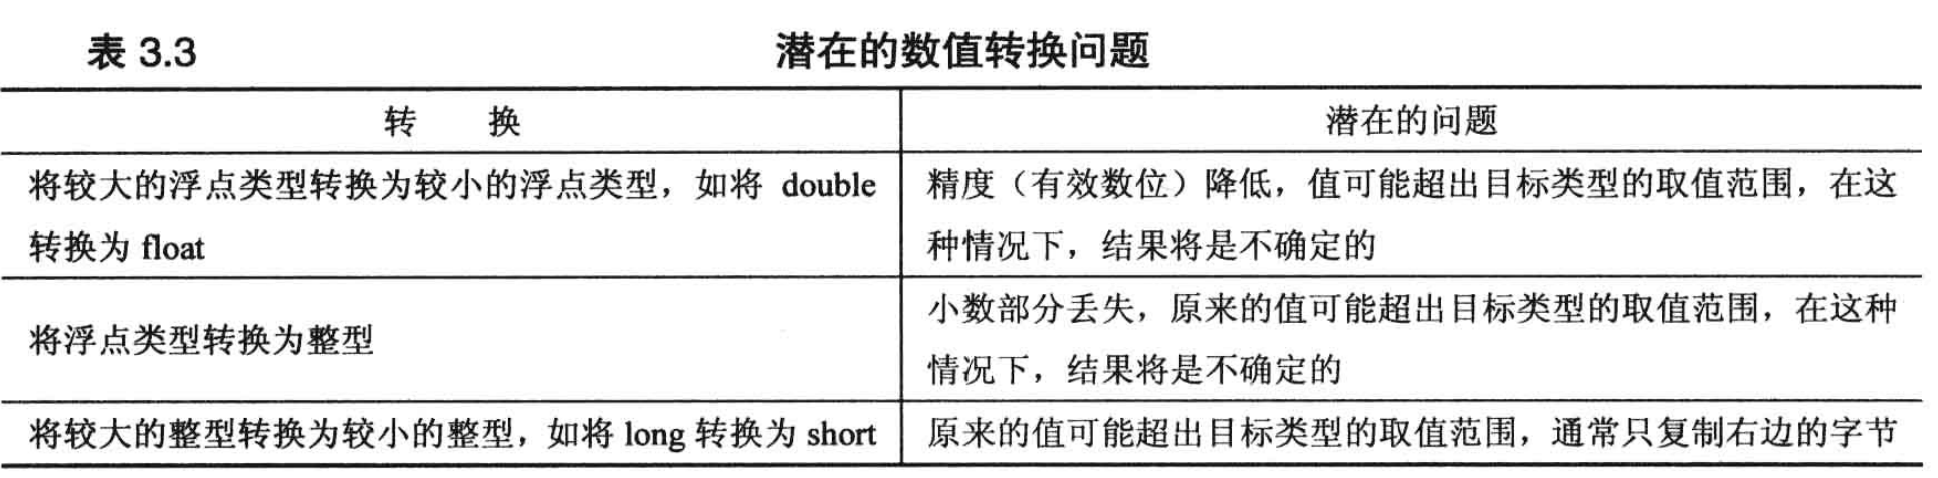 表 3.3 潜在的数值转换问题
转 换 潜在的问题
将较大的浮点类型转换为较小的浮点类型，如将 double
转换为 float
精度（有效数位）降低，值可能超出目标类型的取值范围，在这
种情况下，结果将是不确定的
将浮点类型转换为整型
小数部分丢失，原来的值可能超出目标类型的取值范围，在这种
情况下，结果将是不确定的
将较大的整型转换为较小的整型，如将 long 转换为 short
原来的值可能超出目标类型的取值范围，通常只复制右边的字节